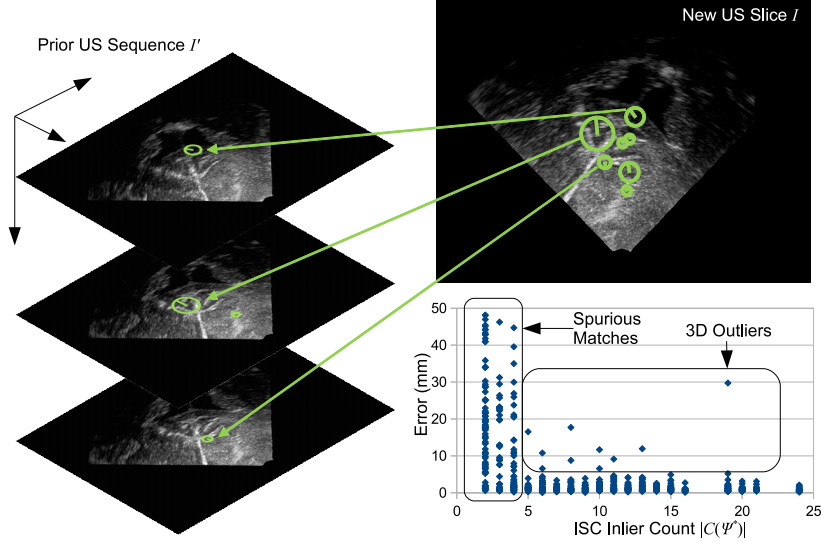 Prior US Sequence I'
New US Slice I
50
40
30
20
10
0
Error (mm)
Spurious
Matches
3D Outliers
0 5 10 15 20 25
ISC Inlier Count |C(Ψ*)|